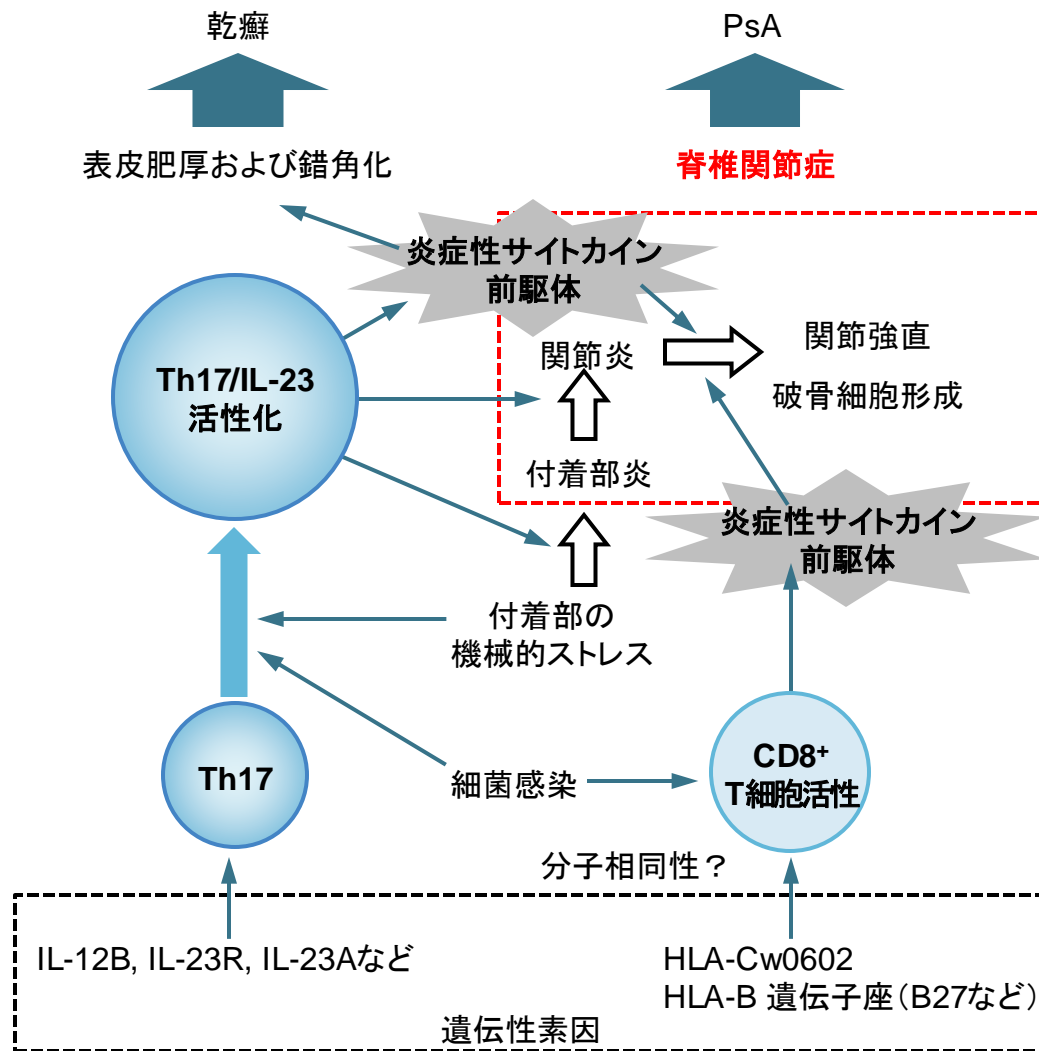 乾癬
PsA
表皮肥厚および錯角化
脊椎関節症
炎症性サイトカイン
前駆体
関節炎
関節強直
破骨細胞形成
Th17/IL-23
活性化
付着部炎
炎症性サイトカイン
前駆体
付着部の
機械的ストレス
Th17
細菌感染
CD8+
T細胞活性
分子相同性？
IL-12B, IL-23R, IL-23Aなど
HLA-Cw0602
HLA-B 遺伝子座（B27など）
遺伝性素因